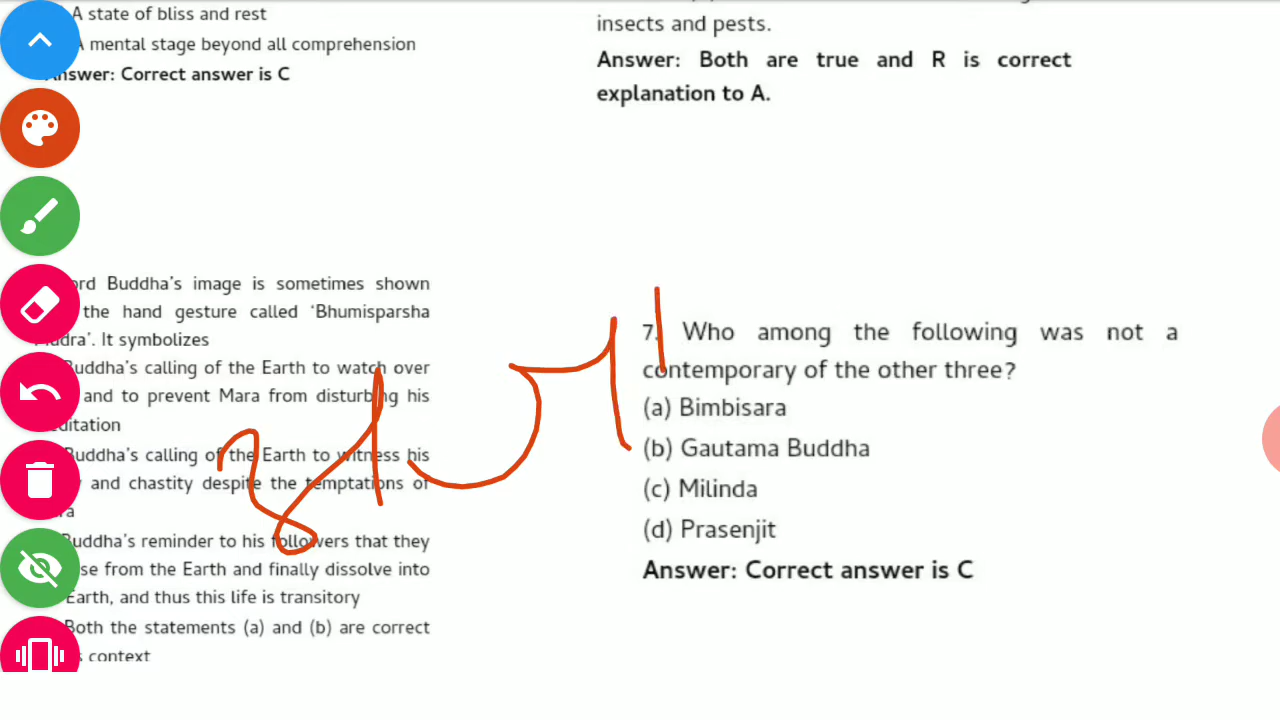 A state of bliss and rest
A mental stage beyond all comprehension
Answer: Correct answer is C
insects and pests.
Answer: Both are true and R is correct
explanation to A.
Buddha's image is sometimes shown
the hand gesture called 'Bhumisparsha
It symbolizes
Buddha's calling of the Earth to watch over
and to prevent Mara from disturbing his
Buddha's calling of the Earth to witness his
and chastity despite the temptations of
Buddha's reminder to his followers that they
from the Earth and finally dissolve into
Earth, and thus this life is transitory
Both the statements (a) and (b) are correct
context
7. Who among the following was not a
contemporary of the other three?
(a) Bimbisara
(b) Gautama Buddha
(c) Milinda
(d) Prasenjit
Answer: Correct answer is C